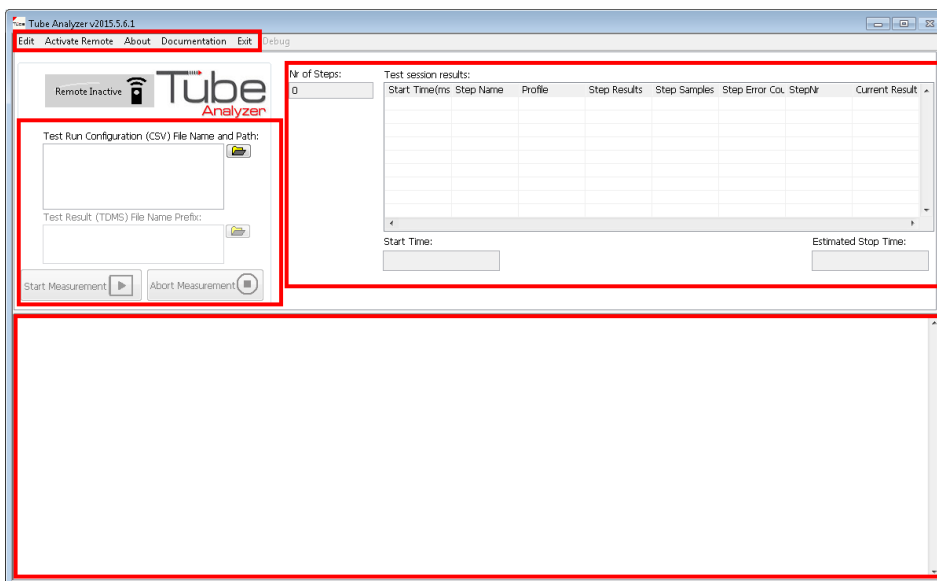 Tube Analyzer v2015.5.6.1
Edit Activate Remote About Documentation Exit Debug
Remote Inactive
Tube
Analyzer
Test Run Configuration (CSV) File Name and Path:
Test Result (TDMS) File Name Prefix:
Start Measurement
Abort Measurement
Nr of Steps:
0
Test session results:
Start Time(ms Step Name Profile Step Results Step Samples Step Error Cou StepNr Current Result
Start Time:
Estimated Stop Time: